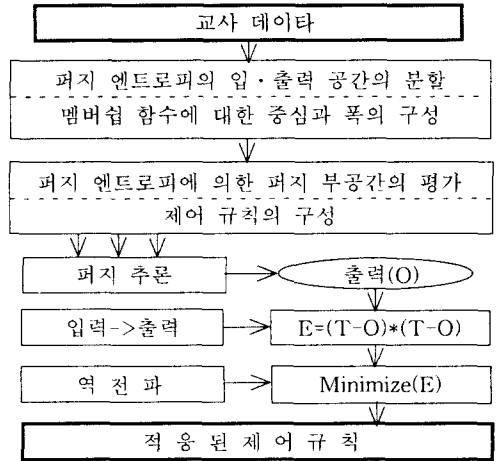 교사 데이타
퍼지 엔트로피의 입·출력 공간의 분할
멤버쉽 함수에 대한 중심과 폭의 구성
퍼지 엔트로피에 의한 퍼지 부공간의 평가
제어 규칙의 구성
퍼지 추론
출력(O)
입력->출력
E=(T-O)*(T-O)
역 전 파
Minimize(E)
적 응 된 제 어 규 칙